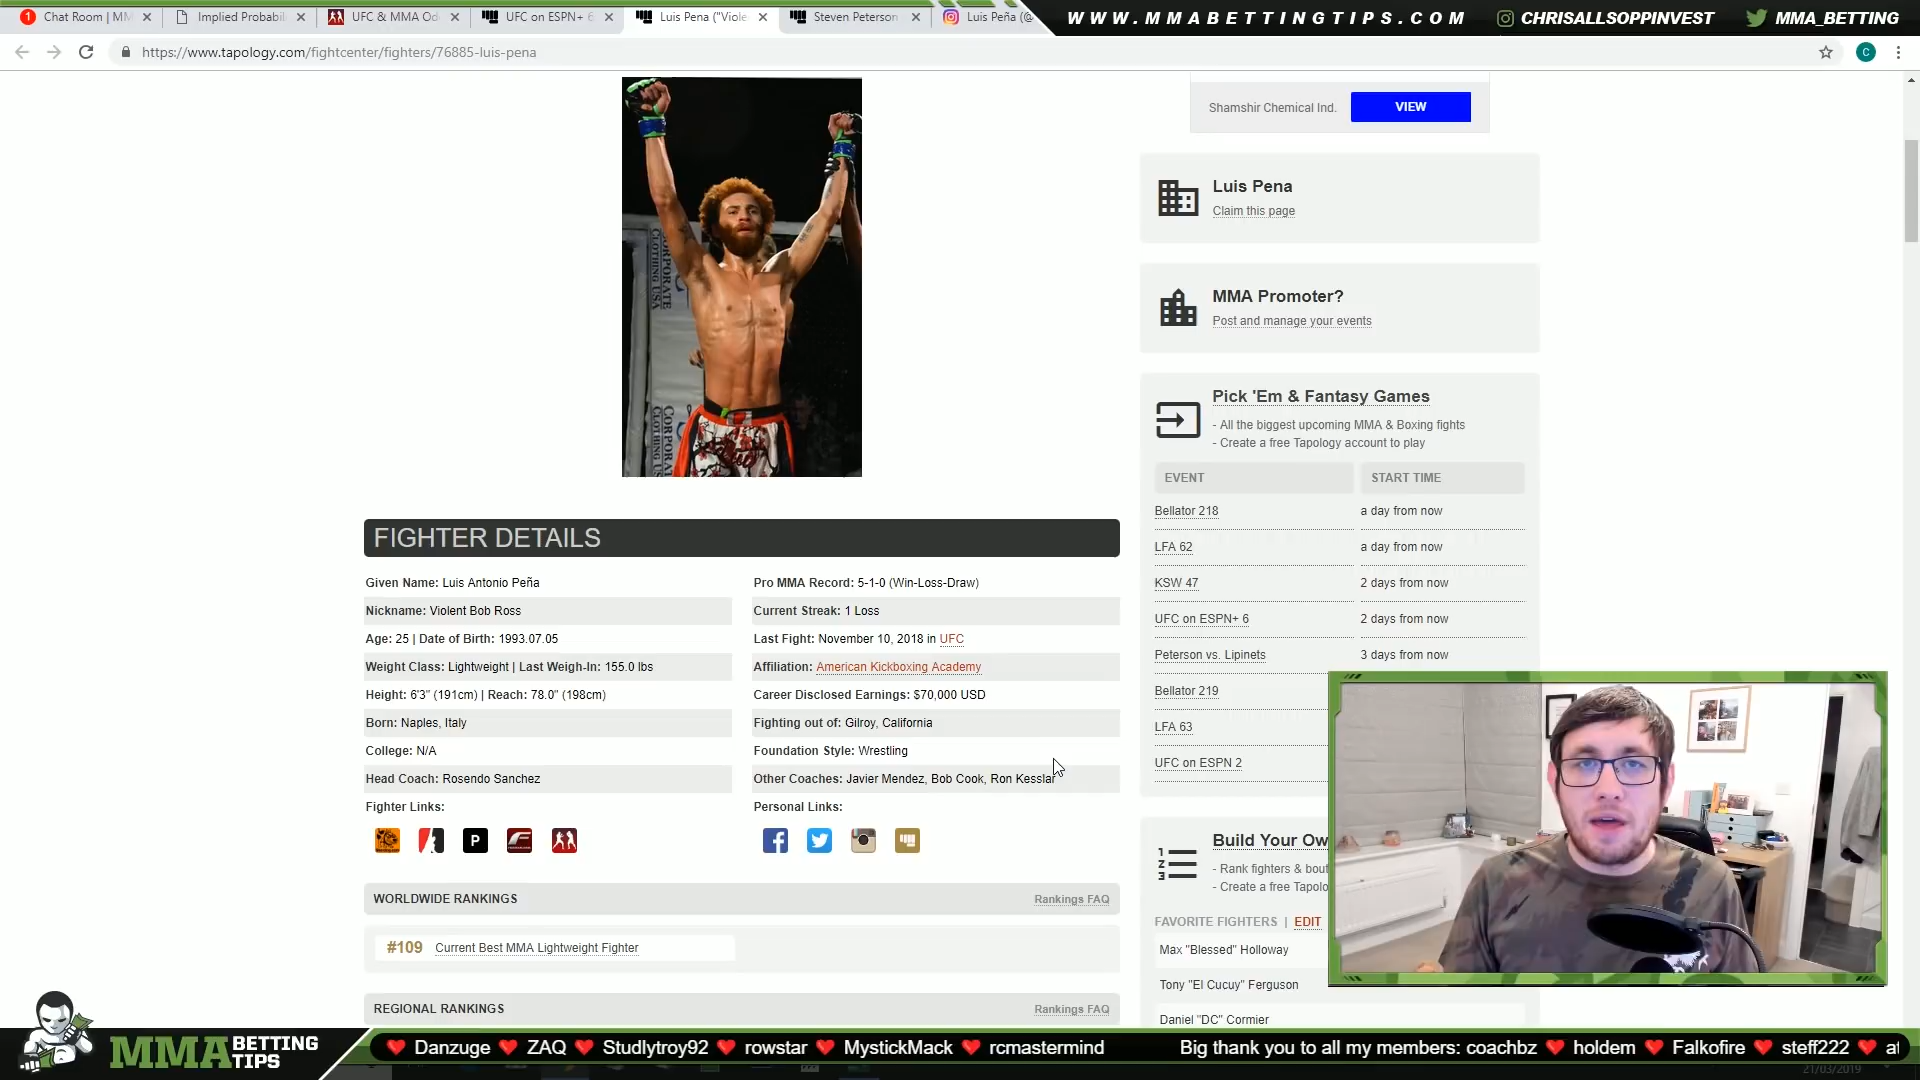 Chat Room | MM
Implied Probabil
UFC & MMA Od
UFC on ESPN+ 6
Luis Pena ("Viole
Steven Peterson
Luis Peña (@
WWW.MMABETTINGTIPS.COM
CHRISALLSOPPINVEST
MMA_BETTING
https://www.tapology.com/fightcenter/fighters/76885-luis-pena
C
CORPORATE
CLOTHING USA
Shamshir Chemical Ind.
VIEW
Luis Pena
Claim this page
MMA Promoter?
Post and manage your events
Pick 'Em & Fantasy Games
- All the biggest upcoming MMA & Boxing fights
- Create a free Tapology account to play
EVENT START TIME
Bellator 218 a day from now
LFA 62 a day from now
KSW 47 2 days from now
UFC on ESPN+ 6 2 days from now
Peterson vs. Lipinets 3 days from now
Bellator 219
LFA 63
UFC on ESPN 2
FIGHTER DETAILS
Given Name: Luis Antonio Peña
Pro MMA Record: 5-1-0 (Win-Loss-Draw)
Nickname: Violent Bob Ross
Current Streak: 1 Loss
Age: 25 | Date of Birth: 1993.07.05
Last Fight: November 10, 2018 in UFC
Weight Class: Lightweight | Last Weigh-In: 155.0 lbs
Affiliation: American Kickboxing Academy
Height: 6'3" (191cm) | Reach: 78.0" (198cm)
Career Disclosed Earnings: $70,000 USD
Born: Naples, Italy
Fighting out of: Gilroy, California
College: N/A
Foundation Style: Wrestling
Head Coach: Rosendo Sanchez
Other Coaches: Javier Mendez, Bob Cook, Ron Kesslar
Fighter Links:
Personal Links:
P
WORLDWIDE RANKINGS
Rankings FAQ
#109 Current Best MMA Lightweight Fighter
REGIONAL RANKINGS
Rankings FAQ
Build Your Ow
- Rank fighters & bout
- Create a free Tapolo
FAVORITE FIGHTERS | EDIT
Max "Blessed" Holloway
Tony "El Cucuy" Ferguson
Daniel "DC" Cormier
MMA BETTING
TIPS
Danzuge ❤ ZAQ ❤ Studlytroy92 ❤ rowstar ❤ MystickMack ❤ rcmastermind
Big thank you to all my members: coachbz ❤ holdem ❤ Falkofire ❤ steff222 ❤ at
21/03/2019